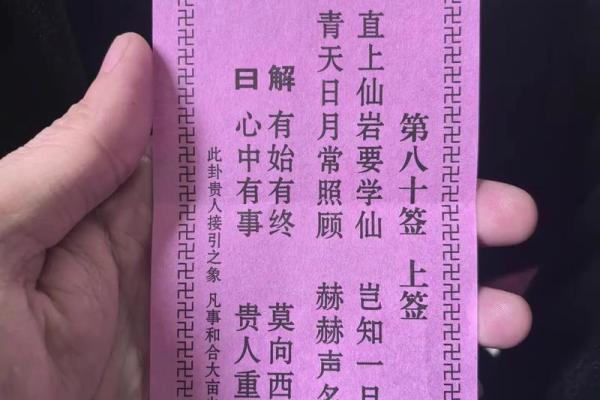 第八十签 上签
直上仙岩要学仙 岂知一日
青天日月常照顾 赫赫声名
解 有始有终 莫向西
曰 心中有事 贵人重
此卦贵人接引之象 凡事和合大亩